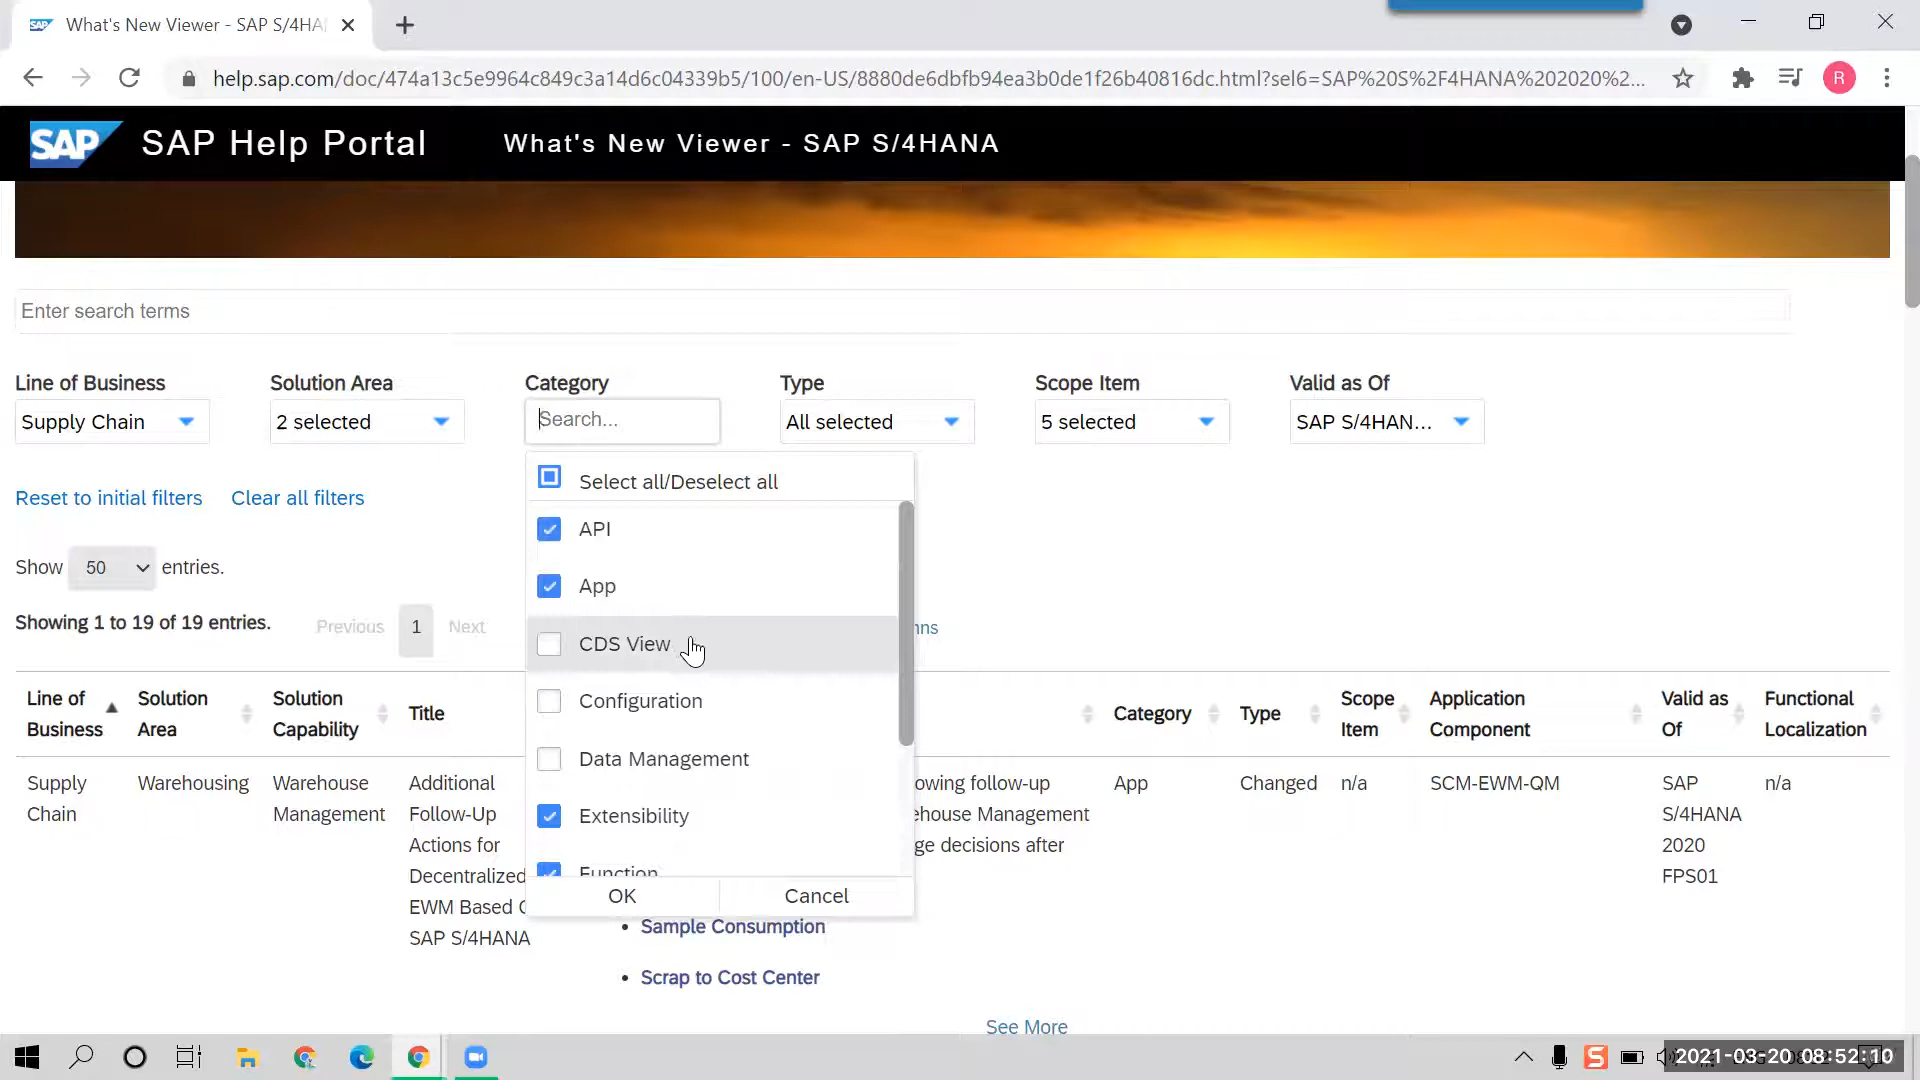 What's New Viewer - SAP S/4HA
help.sap.com/doc/474a13c5e9964c849c3a14d6c04339b5/100/en-US/8880de6dbfb94ea3b0de1f26b40816dc.html?sel6=SAP%20S%2F4HANA%202020%2...
R
SAP SAP Help Portal What's New Viewer - SAP S/4HANA
Enter search terms
Line of Business Solution Area Category Type Scope Item Valid as Of
Supply Chain 2 selected Search... All selected 5 selected SAP S/4HAN...
Select all/Deselect all
Reset to initial filters Clear all filters
API
Show 50 entries.
App
Showing 1 to 19 of 19 entries. Previous 1 Next
CDS View
Configuration
Data Management
Extensibility
Function
OK Cancel
Line of Business Solution Area Solution Capability Title Category Type Scope Item Application Component Valid as Of Functional Localization
Supply Warehousing Warehouse Additional owing follow-up App Changed n/a SCM-EWM-QM SAP n/a
Chain Management Follow-Up ehouse Management S/4HANA
Actions for ge decisions after 2020
Decentralized FPS01
EWM Based
SAP S/4HANA
• Sample Consumption
• Scrap to Cost Center
See More
2021-03-20 08:52:10